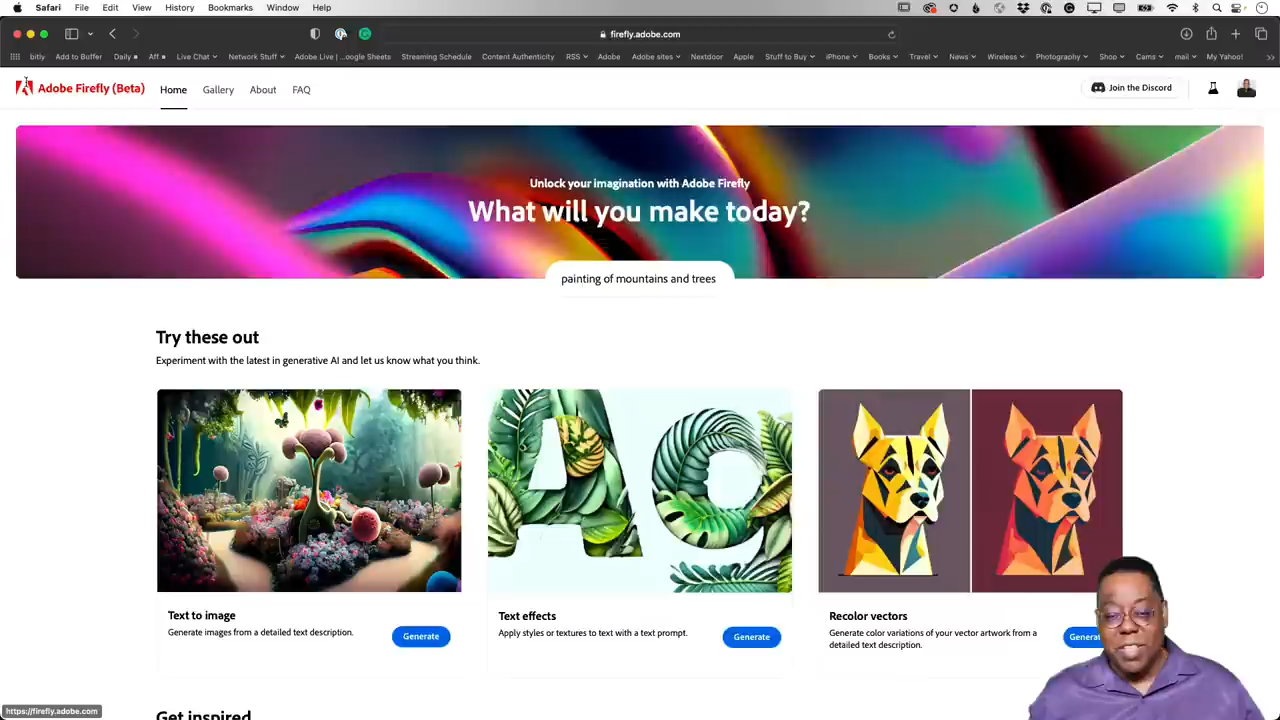 Safari File Edit View History Bookmarks Window Help
firefly.adobe.com
bitly Add to Buffer Daily Aff Live Chat Network Stuff Adobe Live | ...oogle Sheets Streaming Schedule Content Authenticity RSS Adobe Adobe sites Nextdoor Apple Stuff to Buy iPhone Books Travel News Wireless Photography Shop Cams mail My Yahoo!
Adobe Firefly (Beta) Home Gallery About FAQ Join the Discord
Unlock your imagination with Adobe Firefly
What will you make today?
painting of mountains and trees
Try these out
Experiment with the latest in generative AI and let us know what you think.
Text to image
Generate images from a detailed text description.
Generate
Text effects
Apply styles or textures to text with a text prompt.
Generate
Recolor vectors
Generate color variations of your vector artwork from a
detailed text description.
Generat
Get inspired
https://firefly.adobe.com